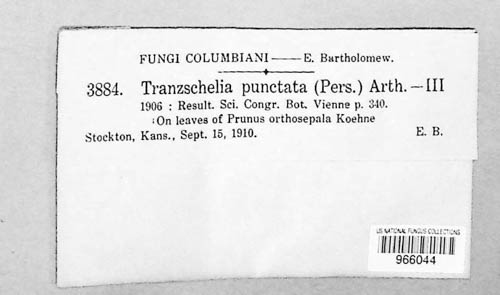 FUNGI COLUMBIANI——E. Bartholomew.
3884. Tranzschelia punctata (Pers.) Arth. —III
1906 : Result. Sci. Congr. Bot. Vienne p. 340.
On leaves of Prunus orthosepala Koehne
Stockton, Kans., Sept. 15, 1910. E. B.
US NATIONAL FUNGUS COLLECTIONS
966044